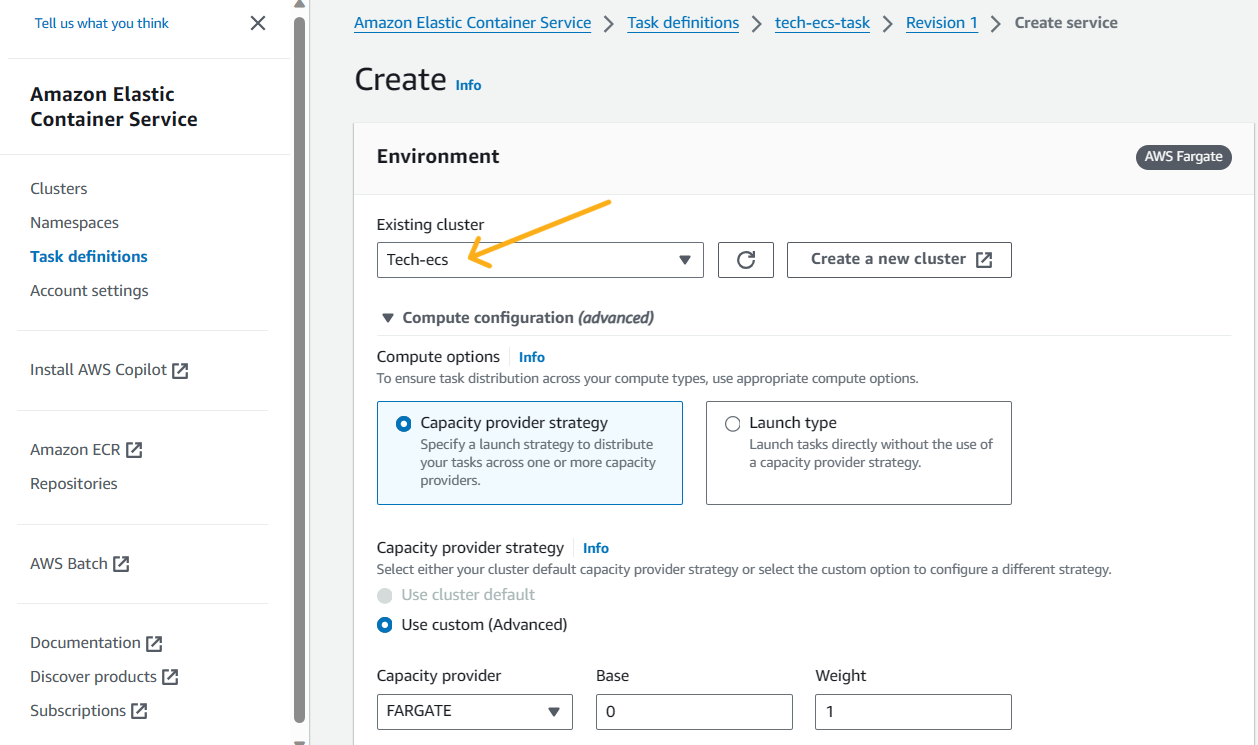 Tell us what you think
Amazon Elastic
Container Service
Clusters
Namespaces
Task definitions
Account settings
Install AWS Copilot
Amazon ECR
Repositories
AWS Batch
Documentation
Discover products
Subscriptions
Amazon Elastic Container Service > Task definitions > tech-ecs-task > Revision 1 > Create service
Create Info
Environment
AWS Fargate
Existing cluster
Tech-ecs
Create a new cluster
Compute configuration (advanced)
Compute options Info
To ensure task distribution across your compute types, use appropriate compute options.
Capacity provider strategy
Specify a launch strategy to distribute
your tasks across one or more capacity
providers.
Launch type
Launch tasks directly without the use of
a capacity provider strategy.
Capacity provider strategy Info
Select either your cluster default capacity provider strategy or select the custom option to configure a different strategy.
Use cluster default
Use custom (Advanced)
Capacity provider Base Weight
FARGATE 0 1